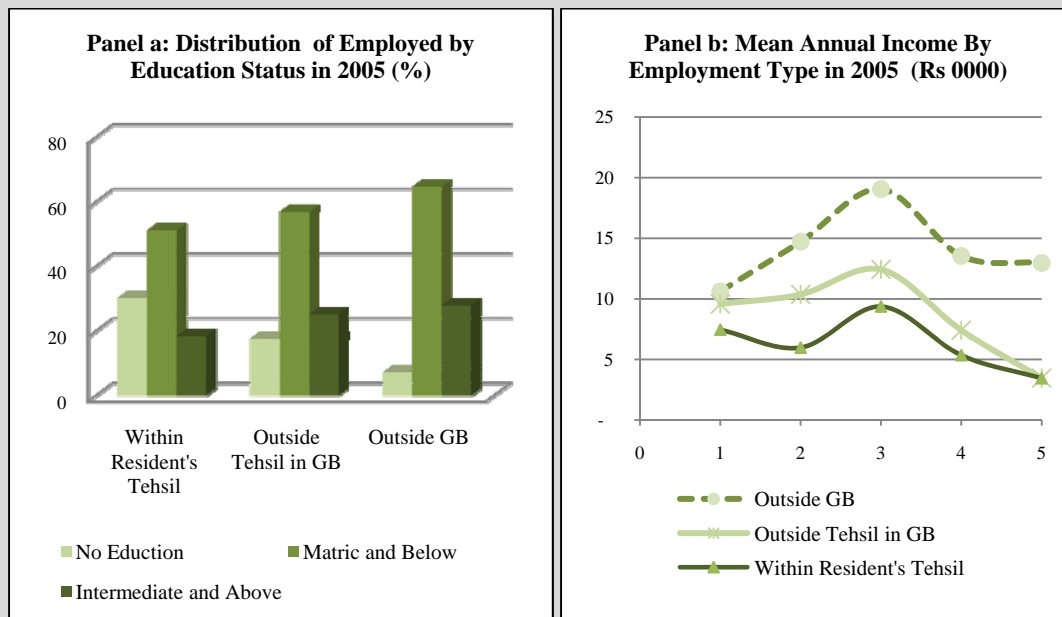 Panel a: Distribution of Employed by
Education Status in 2005 (%)
80
60
40
20
0
Within
Resident's
Tehsil
Outside
Tehsil in GB
Outside GB
No Eduction
Matric and Below
Intermediate and Above
Panel b: Mean Annual Income By
Employment Type in 2005 (Rs 0000)
25
20
15
10
5
-
0 1 2 3 4 5
Outside GB
Outside Tehsil in GB
Within Resident's Tehsil